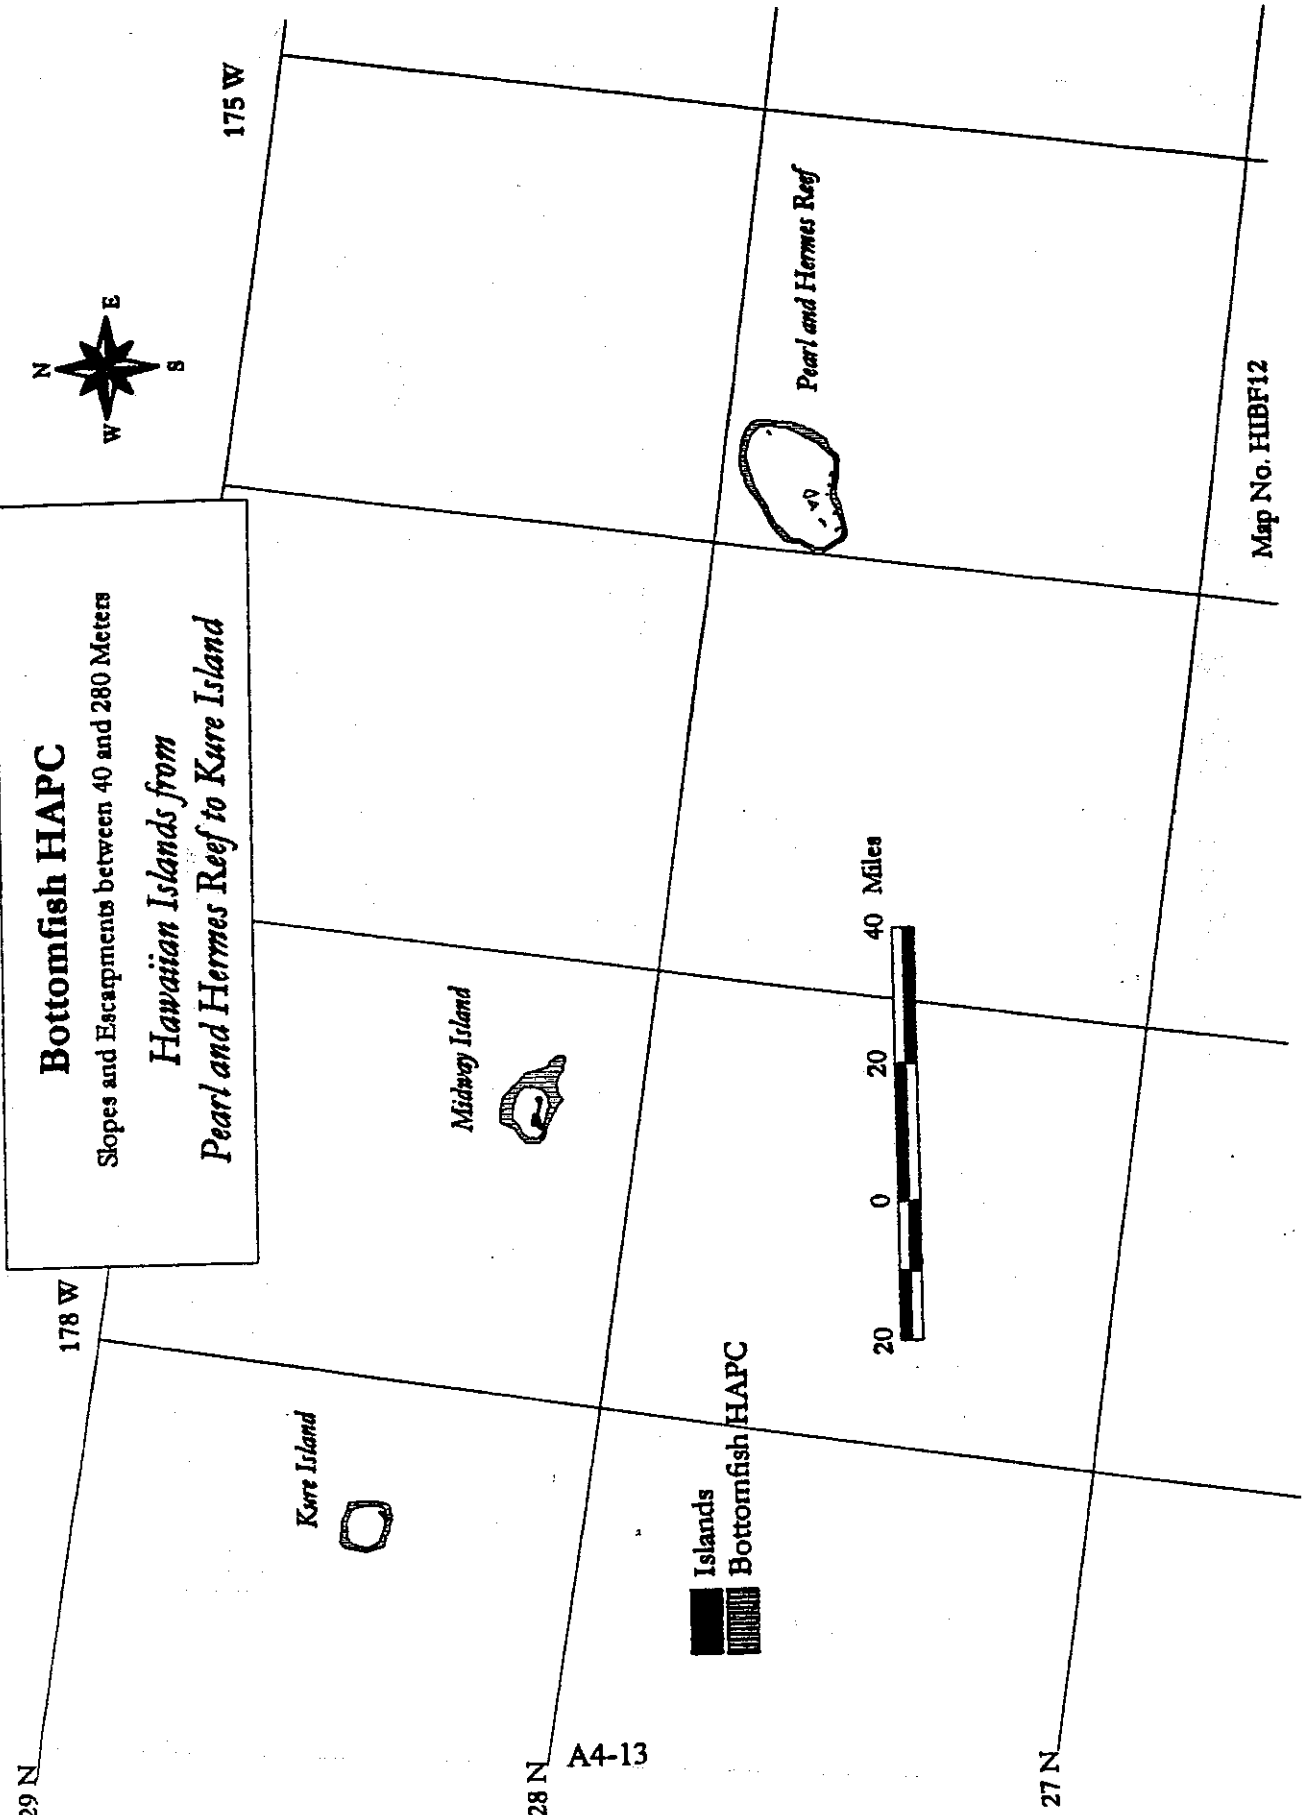 Bottomfish HAPC
Slopes and Escarpments between 40 and 280 Meters
Hawaiian Islands from
Pearl and Hermes Reef to Kure Island
N
W
E
S
178 W
175 W
29 N
28 N
27 N
Kure Island
Midway Island
Pearl and Hermes Reef
Islands
Bottomfish HAPC
20 0 20 40 Miles
Map No. HIBF12
A4-13